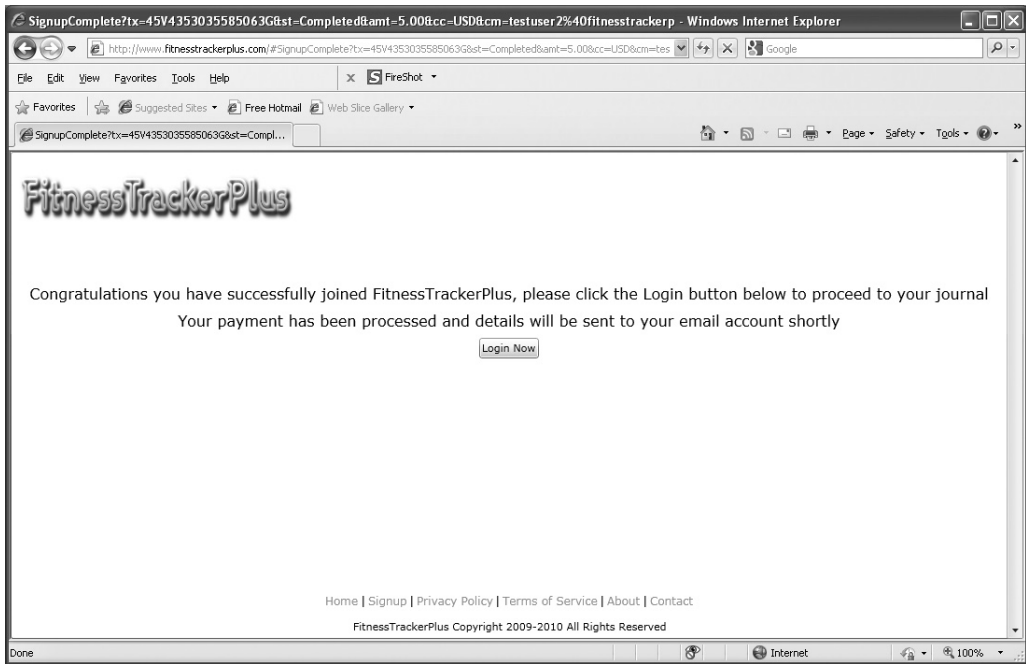 SignupComplete?tx=45V4353035585063G&st=Completed&amt=5.00&cc=USD&cm=testuser2%40fitnesstrackerp - Windows Internet Explorer
http://www.fitnesstrackerplus.com/#SignupComplete?tx=45V4353035585063G&st=Completed&amt=5.00&cc=USD&cm=tes Google
File Edit View Favorites Tools Help x S FireShot
Favorites Suggested Sites Free Hotmail Web Slice Gallery
SignupComplete?tx=45V4353035585063G&st=Compl... Page Safety Tools »
FitnessTrackerPlus
Congratulations you have successfully joined FitnessTrackerPlus, please click the Login button below to proceed to your journal
Your payment has been processed and details will be sent to your email account shortly
Login Now
Home | Signup | Privacy Policy | Terms of Service | About | Contact
FitnessTrackerPlus Copyright 2009-2010 All Rights Reserved
Done Internet 100%